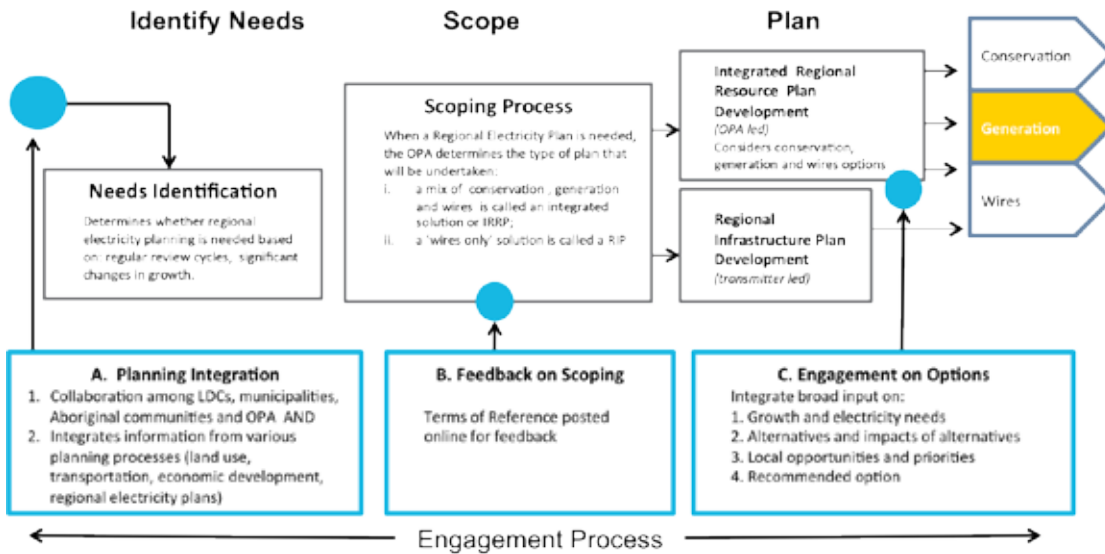 Identify Needs
Scope
Plan
Needs Identification
Determines whether regional
electricity planning is needed based
on: regular review cycles, significant
changes in growth.
Scoping Process
When a Regional Electricity Plan is needed,
the OPA determines the type of plan that
will be undertaken:
i. a mix of conservation , generation
and wires is called an integrated
solution or IRRP;
ii. a 'wires only' solution is called a RIP
Integrated Regional
Resource Plan
Development
(OPA led)
Considers conservation,
generation and wires options
Regional
Infrastructure Plan
Development
(transmitter led)
Conservation
Generation
Wires
A. Planning Integration
1. Collaboration among LDCs, municipalities,
Aboriginal communities and OPA AND
2. Integrates information from various
planning processes (land use,
transportation, economic development,
regional electricity plans)
B. Feedback on Scoping
Terms of Reference posted
online for feedback
C. Engagement on Options
Integrate broad input on:
1. Growth and electricity needs
2. Alternatives and impacts of alternatives
3. Local opportunities and priorities
4. Recommended option
Engagement Process